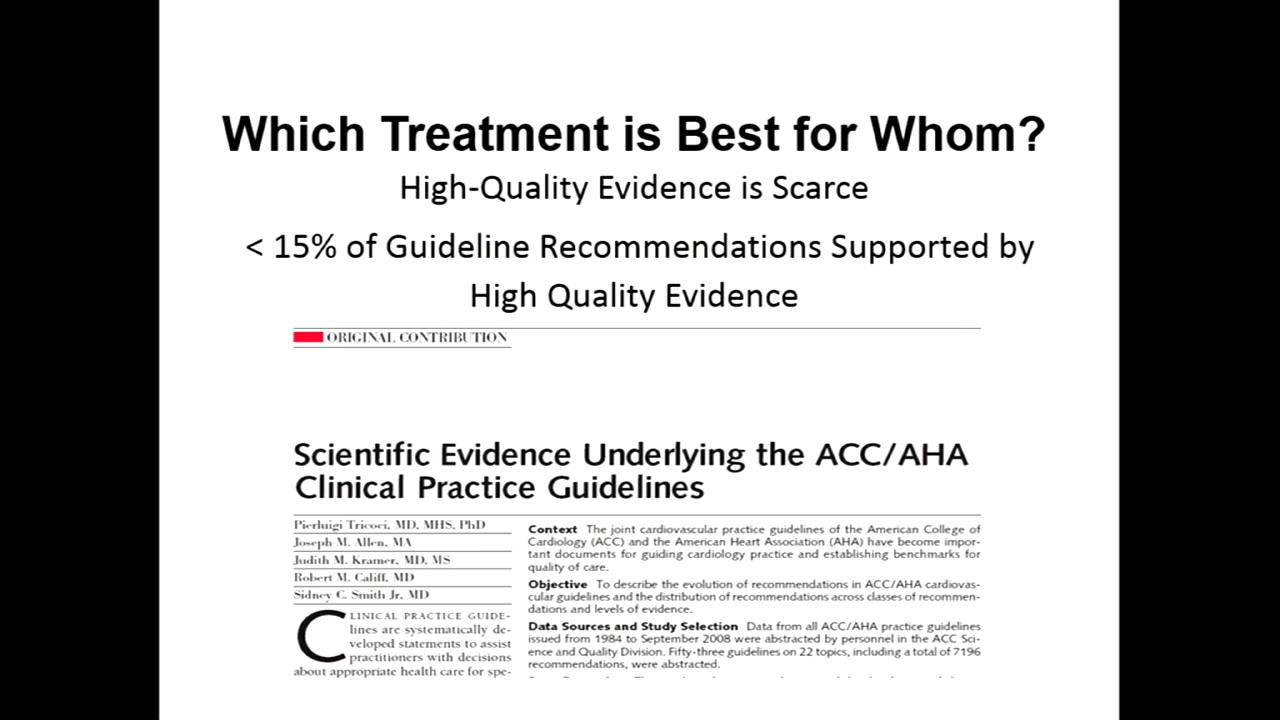 Which Treatment is Best for Whom?
High-Quality Evidence is Scarce
< 15% of Guideline Recommendations Supported by
High Quality Evidence
ORIGINAL CONTRIBUTION
Scientific Evidence Underlying the ACC/AHA
Clinical Practice Guidelines
Pierluigi Tricoci, MD, MHS, PhD
Joseph M. Allen, MA
Judith M. Kramer, MD, MS
Robert M. Califf, MD
Sidney C. Smith Jr, MD
CLINICAL PRACTICE GUIDE-
lines are systematically de-
veloped statements to assist
practitioners with decisions
about appropriate health care for spe-
Context The joint cardiovascular practice guidelines of the American College of
Cardiology (ACC) and the American Heart Association (AHA) have become impor-
tant documents for guiding cardiology practice and establishing benchmarks for
quality of care.
Objective To describe the evolution of recommendations in ACC/AHA cardiovas-
cular guidelines and the distribution of recommendations across classes of recommen-
dations and levels of evidence.
Data Sources and Study Selection Data from all ACC/AHA practice guidelines
issued from 1984 to September 2008 were abstracted by personnel in the ACC Sci-
ence and Quality Division. Fifty-three guidelines on 22 topics, including a total of 7196
recommendations, were abstracted.